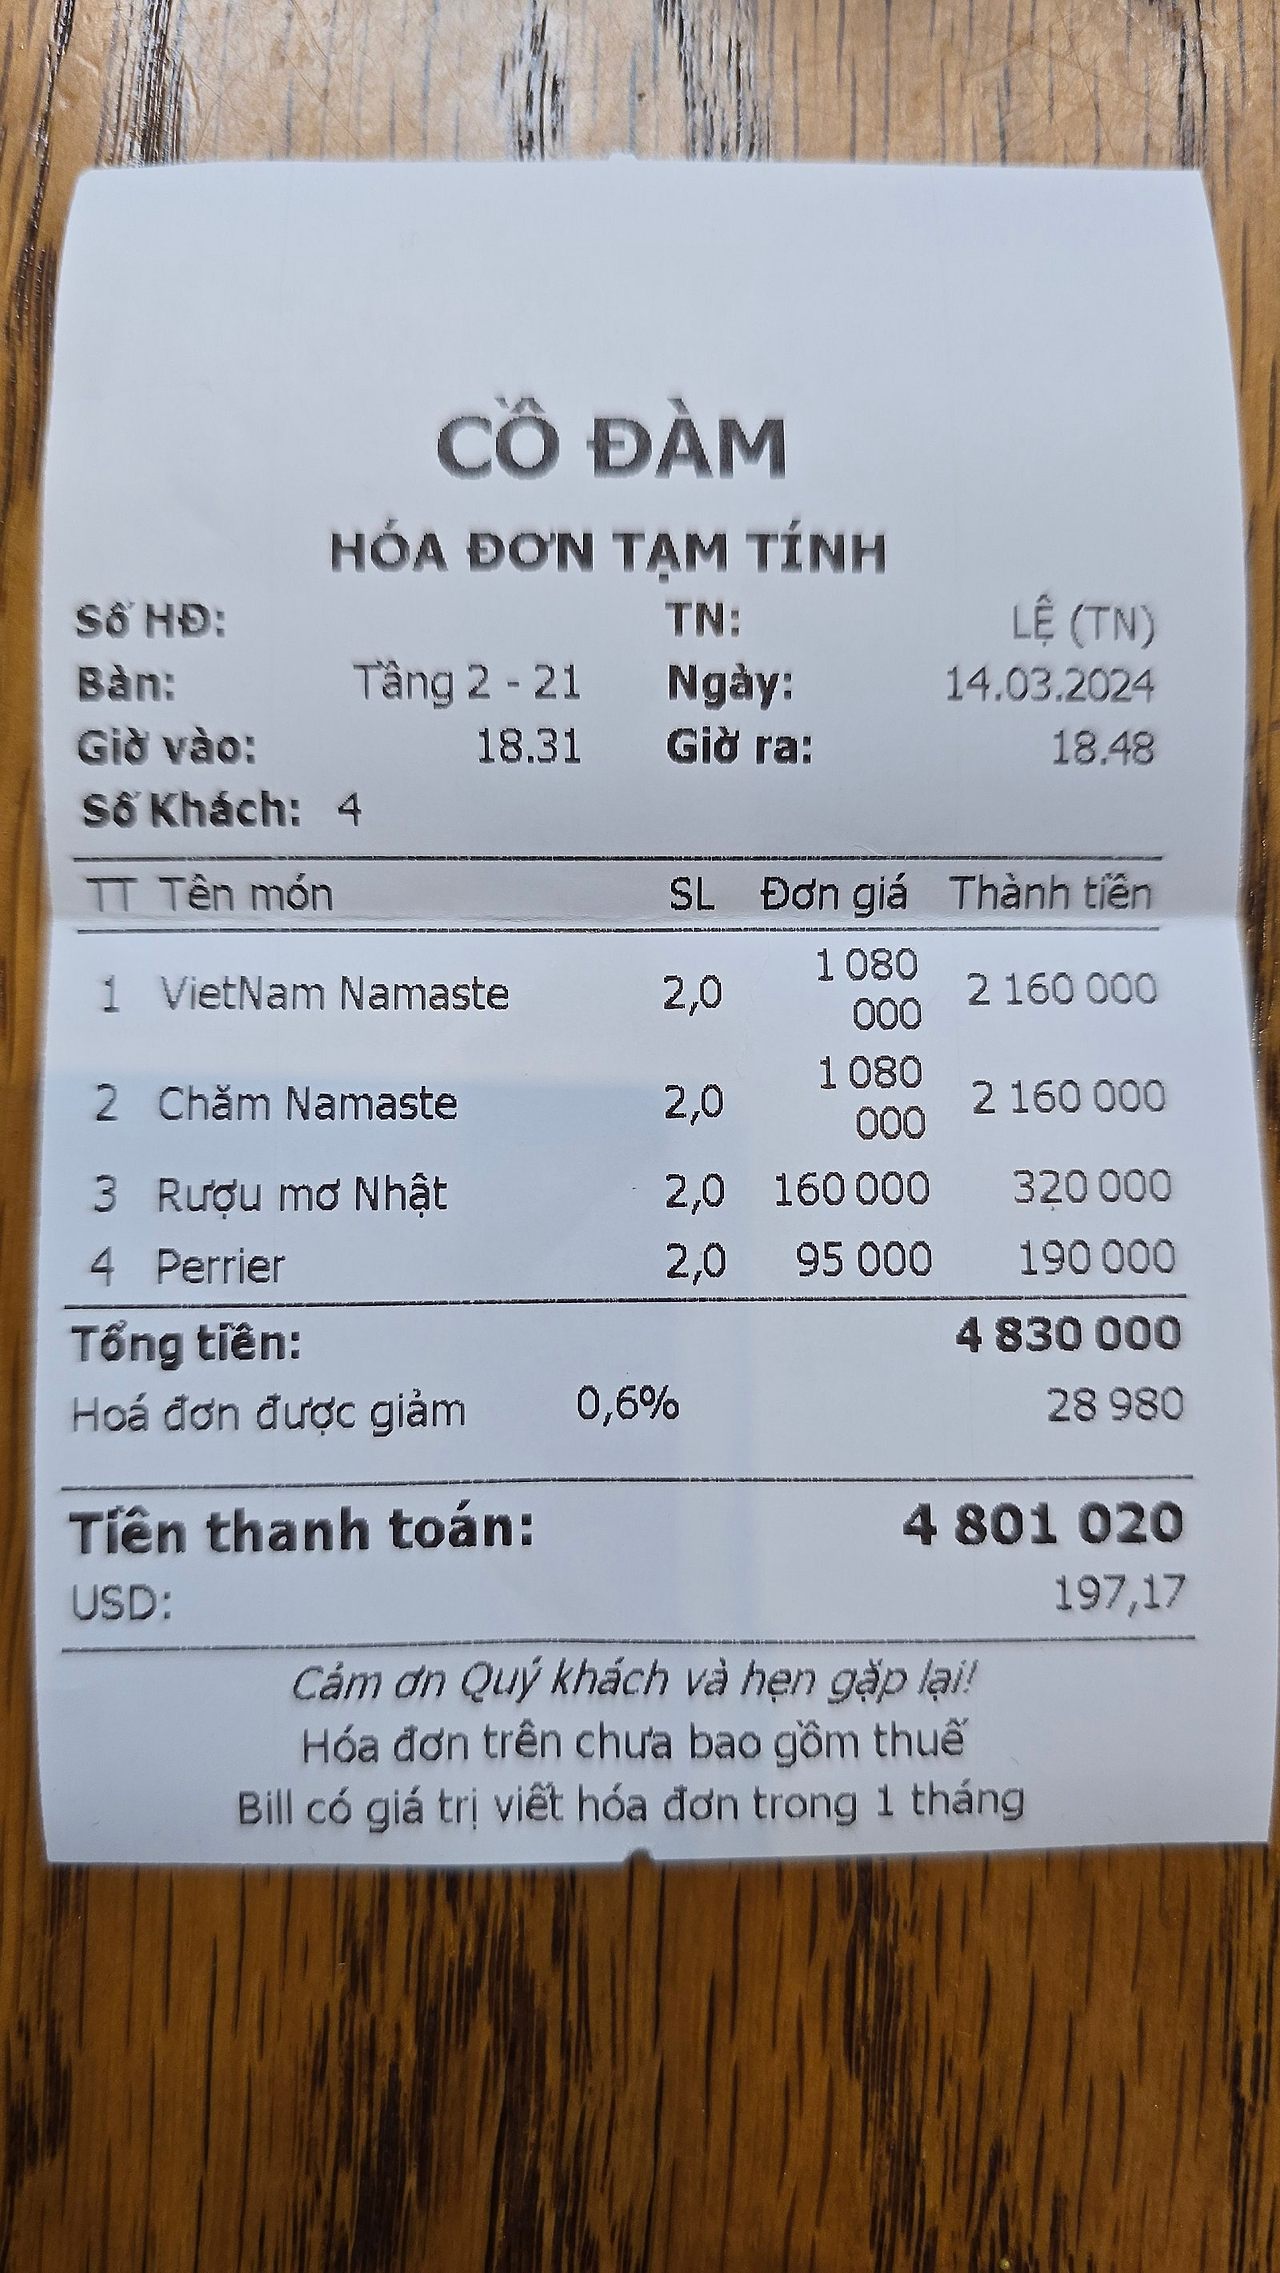 CỒ ĐÀM
HÓA ĐƠN TẠM TÍNH
Số HĐ: TN: LỆ (TN)
Bàn: Tầng 2 - 21 Ngày: 14.03.2024
Giờ vào: 18.31 Giờ ra: 18.48
Số Khách: 4
TT Tên món SL Đơn giá Thành tiền
1 VietNam Namaste 2,0 1 080 000 2 160 000
2 Chăm Namaste 2,0 1 080 000 2 160 000
3 Rượu mơ Nhật 2,0 160 000 320 000
4 Perrier 2,0 95 000 190 000
Tổng tiền: 4 830 000
Hoá đơn được giảm 0,6% 28 980
Tiền thanh toán: 4 801 020
USD: 197,17
Cảm ơn Quý khách và hẹn gặp lại!
Hóa đơn trên chưa bao gồm thuế
Bill có giá trị viết hóa đơn trong 1 tháng